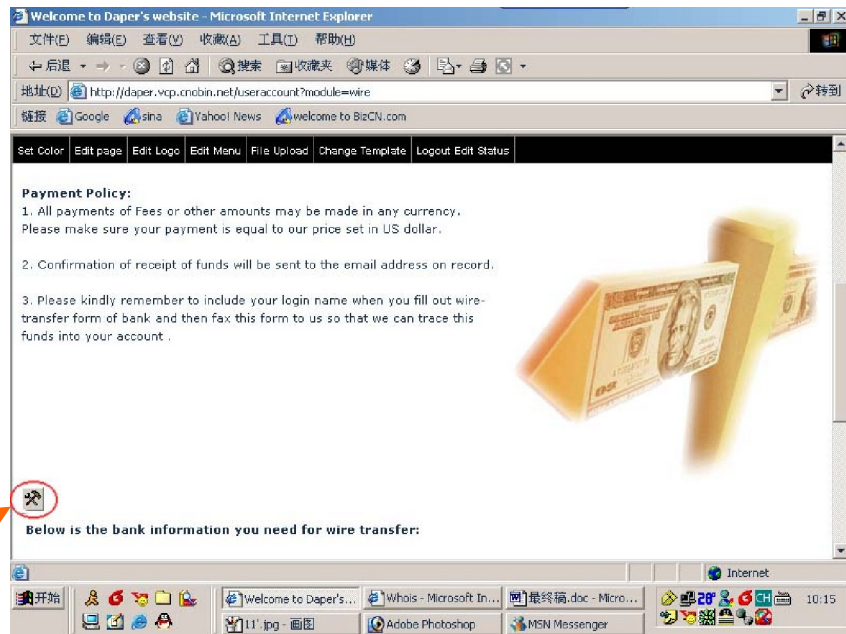 Welcome to Daper's website - Microsoft Internet Explorer
文件(F) 编辑(E) 查看(V) 收藏(A) 工具(T) 帮助(H)
后退 搜索 收藏夹 媒体
地址(D) http://daper.vcp.cnobin.net/useraccount?module=wire 转到
链接 Google sina Yahoo! News welcome to BizCN.com
Set Color Edit page Edit Logo Edit Menu File Upload Change Template Logout Edit Status
Payment Policy:
1. All payments of Fees or other amounts may be made in any currency.
Please make sure your payment is equal to our price set in US dollar.
2. Confirmation of receipt of funds will be sent to the email address on record.
3. Please kindly remember to include your login name when you fill out wire-
transfer form of bank and then fax this form to us so that we can trace this
funds into your account .
Below is the bank information you need for wire transfer:
Internet
开始 Welcome to Daper's... Whois - Microsoft In... 最终稿.doc - Micro... 28° CH 10:15
11'.jpg - 画图 Adobe Photoshop MSN Messenger